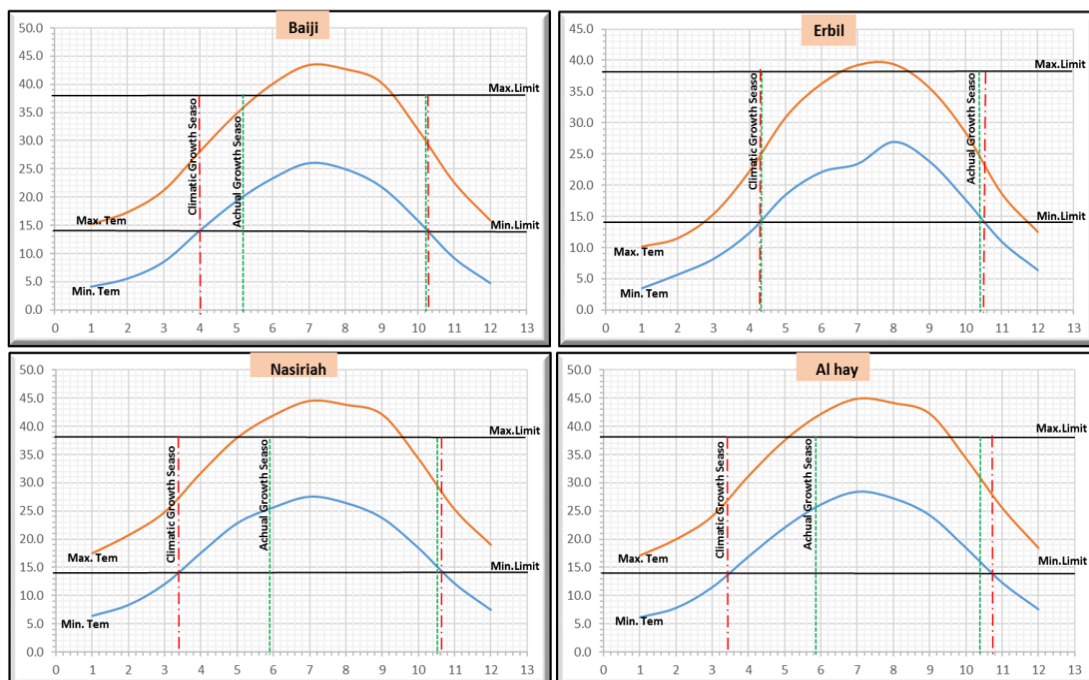 Baiji
50.0
45.0
40.0
35.0
30.0
25.0
20.0
15.0
10.0
5.0
0.0
Max.Limit
Climatic Growth Seaso
Achual Growth Seaso
Max. Tem
Min.Limit
Min. Tem
0 1 2 3 4 5 6 7 8 9 10 11 12 13
Erbil
45.0
40.0
35.0
30.0
25.0
20.0
15.0
10.0
5.0
0.0
Max.Limit
Climatic Growth Seaso
Achual Growth Seaso
Min.Limit
Max. Tem
Min. Tem
0 1 2 3 4 5 6 7 8 9 10 11 12 13
Nasiriah
50.0
45.0
40.0
35.0
30.0
25.0
20.0
15.0
10.0
5.0
0.0
Max.Limit
Climatic Growth Seaso
Achual Growth Seaso
Max. Tem
Min.Limit
Min. Tem
0 1 2 3 4 5 6 7 8 9 10 11 12 13
Al hay
50.0
45.0
40.0
35.0
30.0
25.0
20.0
15.0
10.0
5.0
0.0
Max.Limit
Climatic Growth Seaso
Achual Growth Seaso
Max. Tem
Min.Limit
Min. Tem
0 1 2 3 4 5 6 7 8 9 10 11 12 13